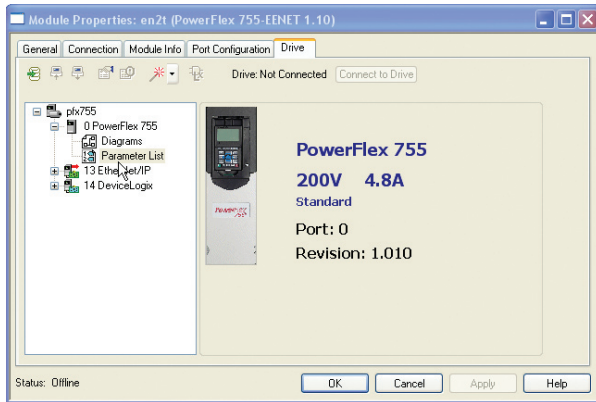 Module Properties: en2t (PowerFlex 755-EENET 1.10)
General Connection Module Info Port Configuration Drive
Drive: Not Connected Connect to Drive
pfx755
0 PowerFlex 755
Diagrams
Parameter List
13 EtherNet/IP
14 DeviceLogix
PowerFlex 755
200V 4.8A
Standard
Port: 0
Revision: 1.010
Status: Offline
OK Cancel Apply Help